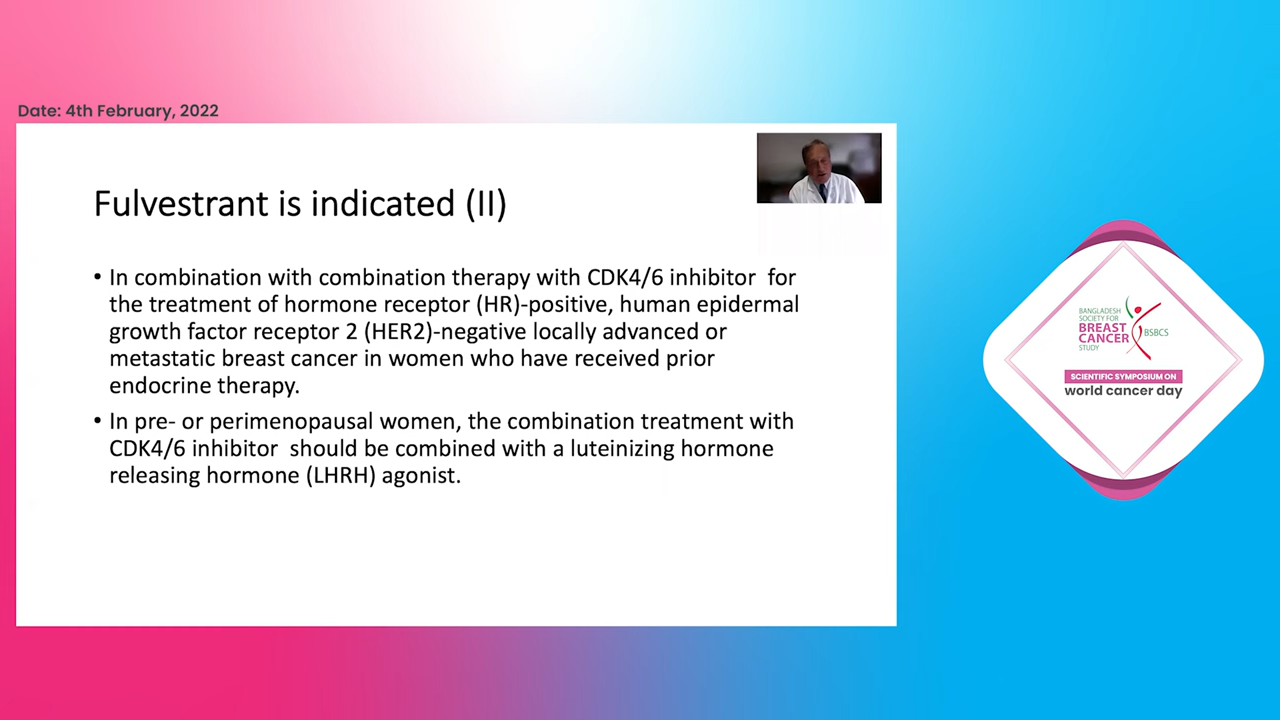 Date: 4th February, 2022
Fulvestrant is indicated (II)
• In combination with combination therapy with CDK4/6 inhibitor for
the treatment of hormone receptor (HR)-positive, human epidermal
growth factor receptor 2 (HER2)-negative locally advanced or
metastatic breast cancer in women who have received prior
endocrine therapy.
• In pre- or perimenopausal women, the combination treatment with
CDK4/6 inhibitor should be combined with a luteinizing hormone
releasing hormone (LHRH) agonist.
BANGLADESH
SOCIETY FOR
BREAST
CANCER
STUDY
BSBCS
SCIENTIFIC SYMPOSIUM ON
world cancer day